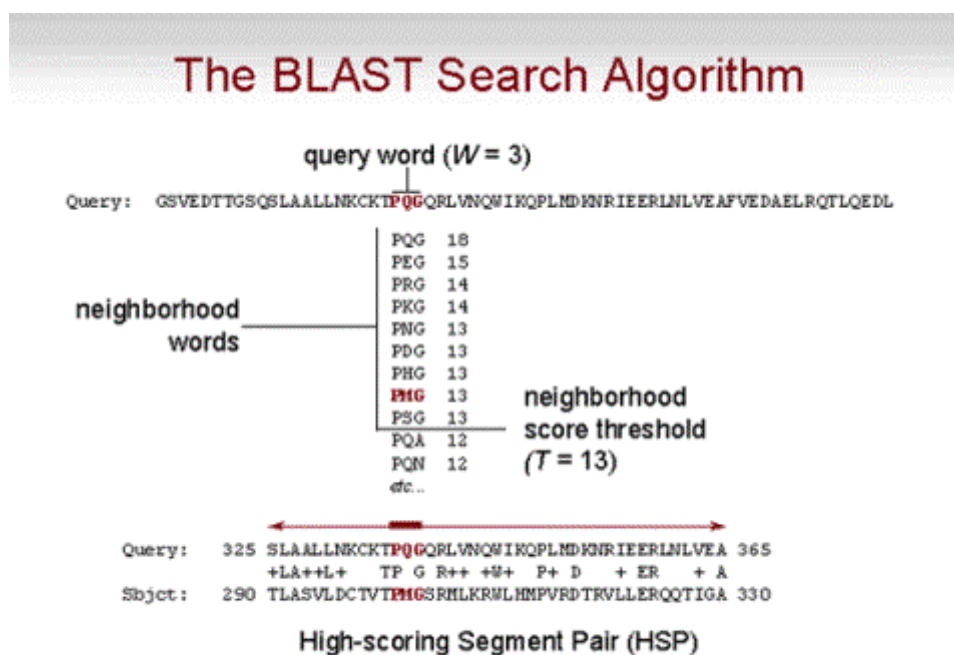 The BLAST Search Algorithm
query word (W = 3)
Query: GSVEDTTGSQSLAALLNKCKTPQGQRLVNQWIKQPLMDKNRIEERLNLVEAFVEDAELRQTLQEDL
PQG 18
PEG 15
PRG 14
PKG 14
PNG 13
PDG 13
PHG 13
PMG 13
PSG 13
PQA 12
PQN 12
etc...
neighborhood
words
neighborhood
score threshold
(T = 13)
Query: 325 SLAALLNKCKTPQGQRLVNQWIKQPLMDKNRIEERLNLVEA 365
+LA++L+ TP G R++ +W+ P+ D + ER + A
Sbjct: 290 TLASVLDCTVTPMGSRMLKRWLHMPVRDTRVLLERQQTIGA 330
High-scoring Segment Pair (HSP)